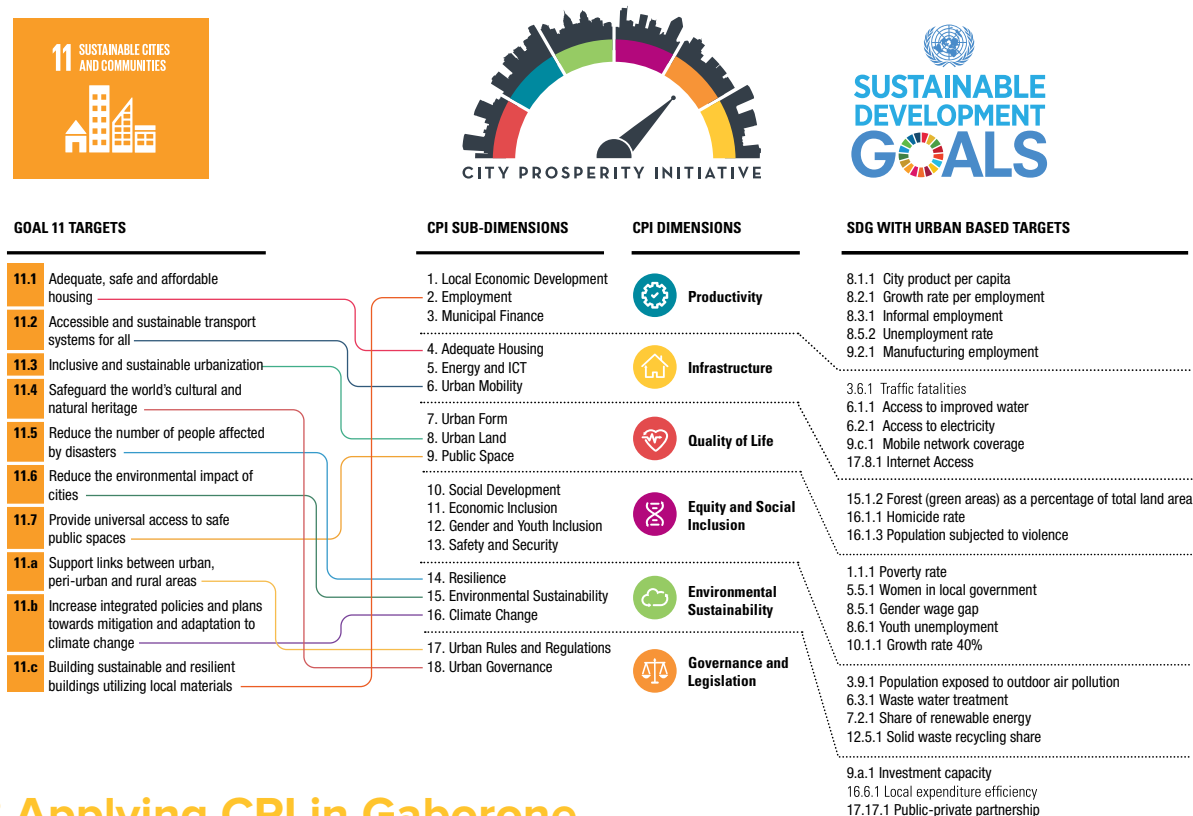 11 SUSTAINABLE CITIES
AND COMMUNITIES
CITY PROSPERITY INITIATIVE
SUSTAINABLE
DEVELOPMENT
GOALS
GOAL 11 TARGETS
11.1 Adequate, safe and affordable
housing
11.2 Accessible and sustainable transport
systems for all
11.3 Inclusive and sustainable urbanization
11.4 Safeguard the world's cultural and
natural heritage
11.5 Reduce the number of people affected
by disasters
11.6 Reduce the environmental impact of
cities
11.7 Provide universal access to safe
public spaces
11.a Support links between urban,
peri-urban and rural areas
11.b Increase integrated policies and plans
towards mitigation and adaptation to
climate change
11.c Building sustainable and resilient
buildings utilizing local materials
CPI SUB-DIMENSIONS
1. Local Economic Development
2. Employment
3. Municipal Finance
4. Adequate Housing
5. Energy and ICT
6. Urban Mobility
7. Urban Form
8. Urban Land
9. Public Space
10. Social Development
11. Economic Inclusion
12. Gender and Youth Inclusion
13. Safety and Security
14. Resilience
15. Environmental Sustainability
16. Climate Change
17. Urban Rules and Regulations
18. Urban Governance
CPI DIMENSIONS
Productivity
Infrastructure
Quality of Life
Equity and Social
Inclusion
Environmental
Sustainability
Governance and
Legislation
SDG WITH URBAN BASED TARGETS
8.1.1 City product per capita
8.2.1 Growth rate per employment
8.3.1 Informal employment
8.5.2 Unemployment rate
9.2.1 Manufucturing employment
3.6.1 Traffic fatalities
6.1.1 Access to improved water
6.2.1 Access to electricity
9.c.1 Mobile network coverage
17.8.1 Internet Access
15.1.2 Forest (green areas) as a percentage of total land area
16.1.1 Homicide rate
16.1.3 Population subjected to violence
1.1.1 Poverty rate
5.5.1 Women in local government
8.5.1 Gender wage gap
8.6.1 Youth unemployment
10.1.1 Growth rate 40%
3.9.1 Population exposed to outdoor air pollution
6.3.1 Waste water treatment
7.2.1 Share of renewable energy
12.5.1 Solid waste recycling share
9.a.1 Investment capacity
16.6.1 Local expenditure efficiency
17.17.1 Public-private partnership
Applying CPI in Gaborone